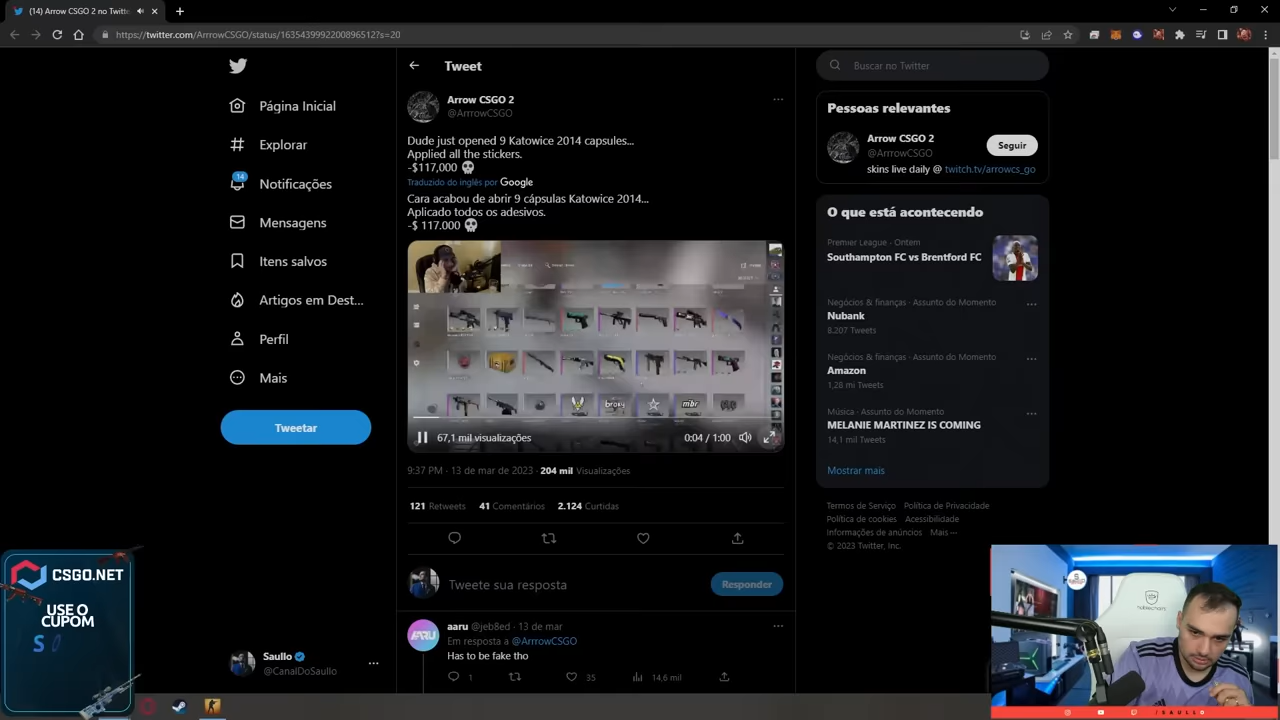 (14) Arrow CSGO 2 no Twitte
https://twitter.com/ArrrowCSGO/status/1635439922200896512?s=20
Página Inicial
Explorar
14
Notificações
Mensagens
Itens salvos
Artigos em Dest...
Perfil
Mais
Tweetar
Saullo
@CanalDoSaullo
CSGO.NET
USE O
CUPOM
S
Tweet
Arrow CSGO 2
@ArrrowCSGO
Dude just opened 9 Katowice 2014 capsules...
Applied all the stickers.
-$117,000
Traduzido do inglês por Google
Cara acabou de abrir 9 cápsulas Katowice 2014...
Aplicado todos os adesivos.
-$ 117.000
broky
mibr
67,1 mil visualizações
0:04 / 1:00
9:37 PM · 13 de mar de 2023 204 mil Visualizações
121 Retweets 41 Comentários 2.124 Curtidas
Tweete sua resposta
Responder
aaru @jeb8ed · 13 de mar
Em resposta a @ArrrowCSGO
Has to be fake tho
1
35
14,6 mil
Buscar no Twitter
Pessoas relevantes
Arrow CSGO 2
@ArrrowCSGO
Seguir
skins live daily @ twitch.tv/arrowcs_go
O que está acontecendo
Premier League · Ontem
Southampton FC vs Brentford FC
Negócios & finanças · Assunto do Momento
Nubank
8.207 Tweets
Negócios & finanças · Assunto do Momento
Amazon
1,28 mi Tweets
Música · Assunto do Momento
MELANIE MARTINEZ IS COMING
14,1 mil Tweets
Mostrar mais
Termos de Serviço Política de Privacidade
Política de cookies Acessibilidade
Informações de anúncios Mais ···
© 2023 Twitter, Inc.
noblechairs